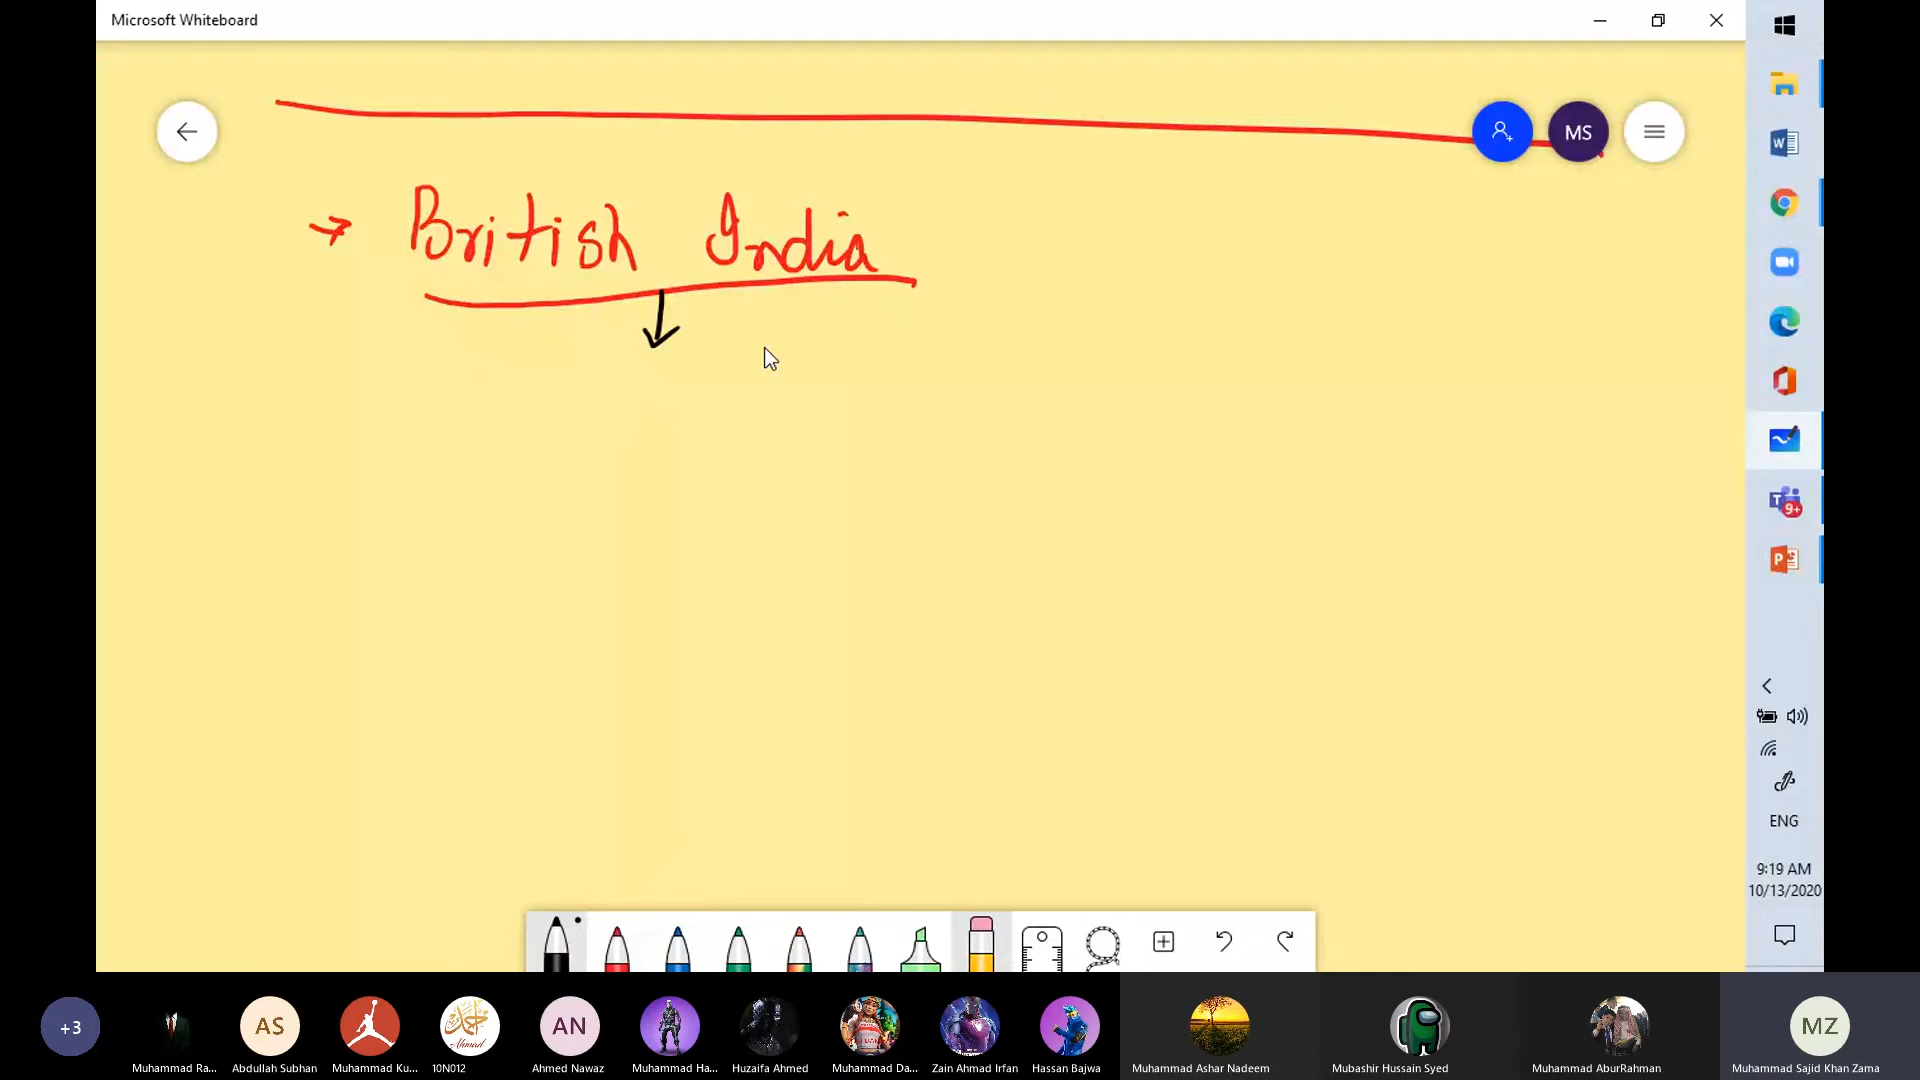 Microsoft Whiteboard
MS
→ British India
9+
ENG
9:19 AM
10/13/2020
+3
AS
AN
MZ
Muhammad Ra...
Abdullah Subhan
Muhammad Ku...
10N012
Ahmed Nawaz
Muhammad Ha...
Huzaifa Ahmed
Muhammad Da...
Zain Ahmad Irfan
Hassan Bajwa
Muhammad Ashar Nadeem
Mubashir Hussain Syed
Muhammad AburRahman
Muhammad Sajid Khan Zama